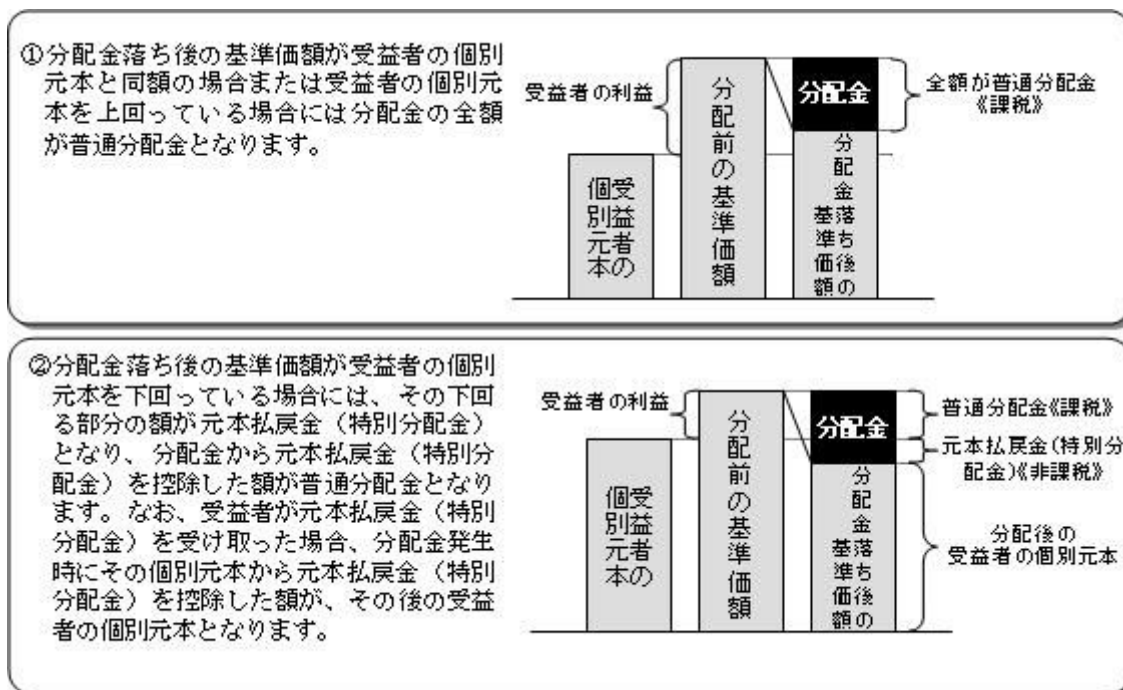 ①分配金落ち後の基準価額が受益者の個別
元本と同額の場合または受益者の個別元
本を上回っている場合には分配金の全額
が普通分配金となります。
受益者の利益
受益者の
個別元本
分配前の基準価額
分配金
分配金落ち後の
基準価額
全額が普通分配金
《課税》
②分配金落ち後の基準価額が受益者の個別
元本を下回っている場合には、その下回
る部分の額が元本払戻金（特別分配金）
となり、分配金から元本払戻金（特別分
配金）を控除した額が普通分配金となり
ます。なお、受益者が元本払戻金（特別
分配金）を受け取った場合、分配金発生
時にその個別元本から元本払戻金（特別
分配金）を控除した額が、その後の受益
者の個別元本となります。
受益者の利益
受益者の
個別元本
分配前の基準価額
分配金
分配金落ち後の
基準価額
普通分配金《課税》
元本払戻金(特別分
配金)《非課税》
分配後の
受益者の個別元本